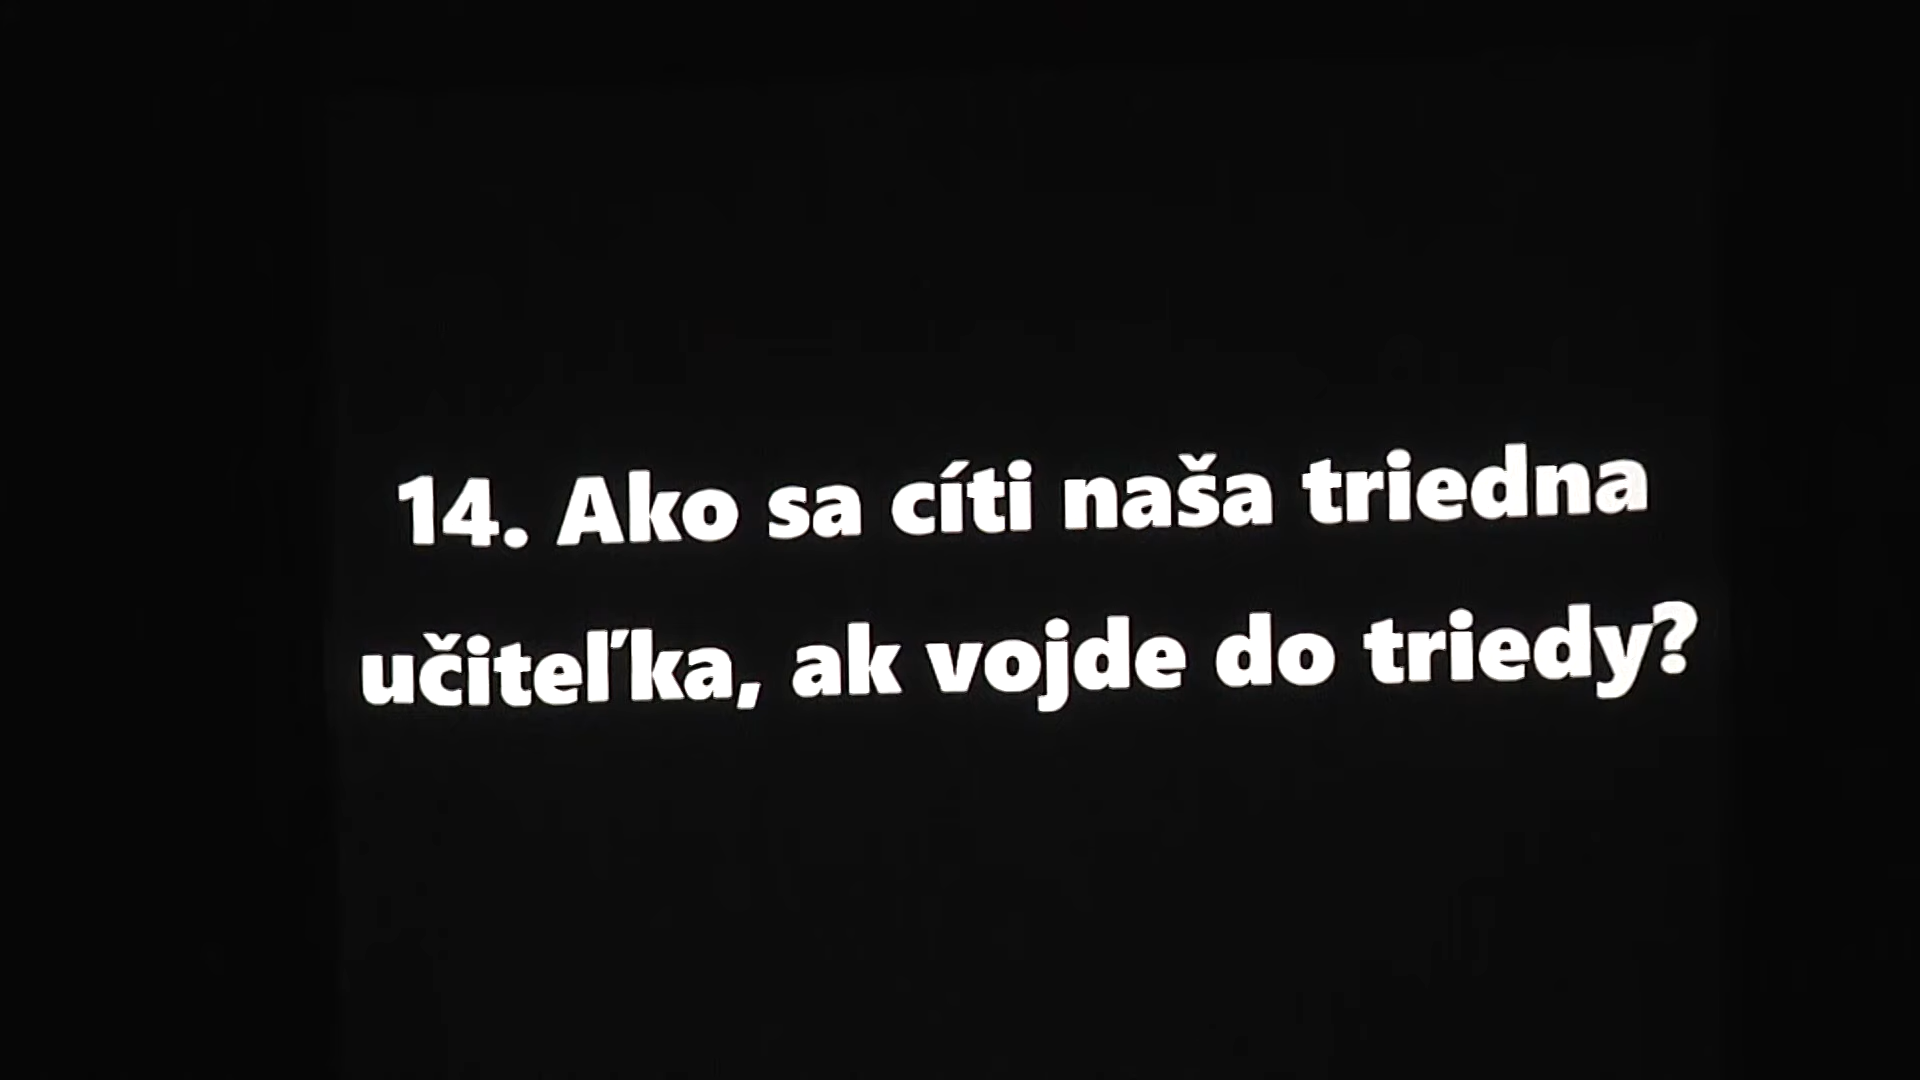 14. Ako sa cíti naša triedna
učiteľka, ak vojde do triedy?